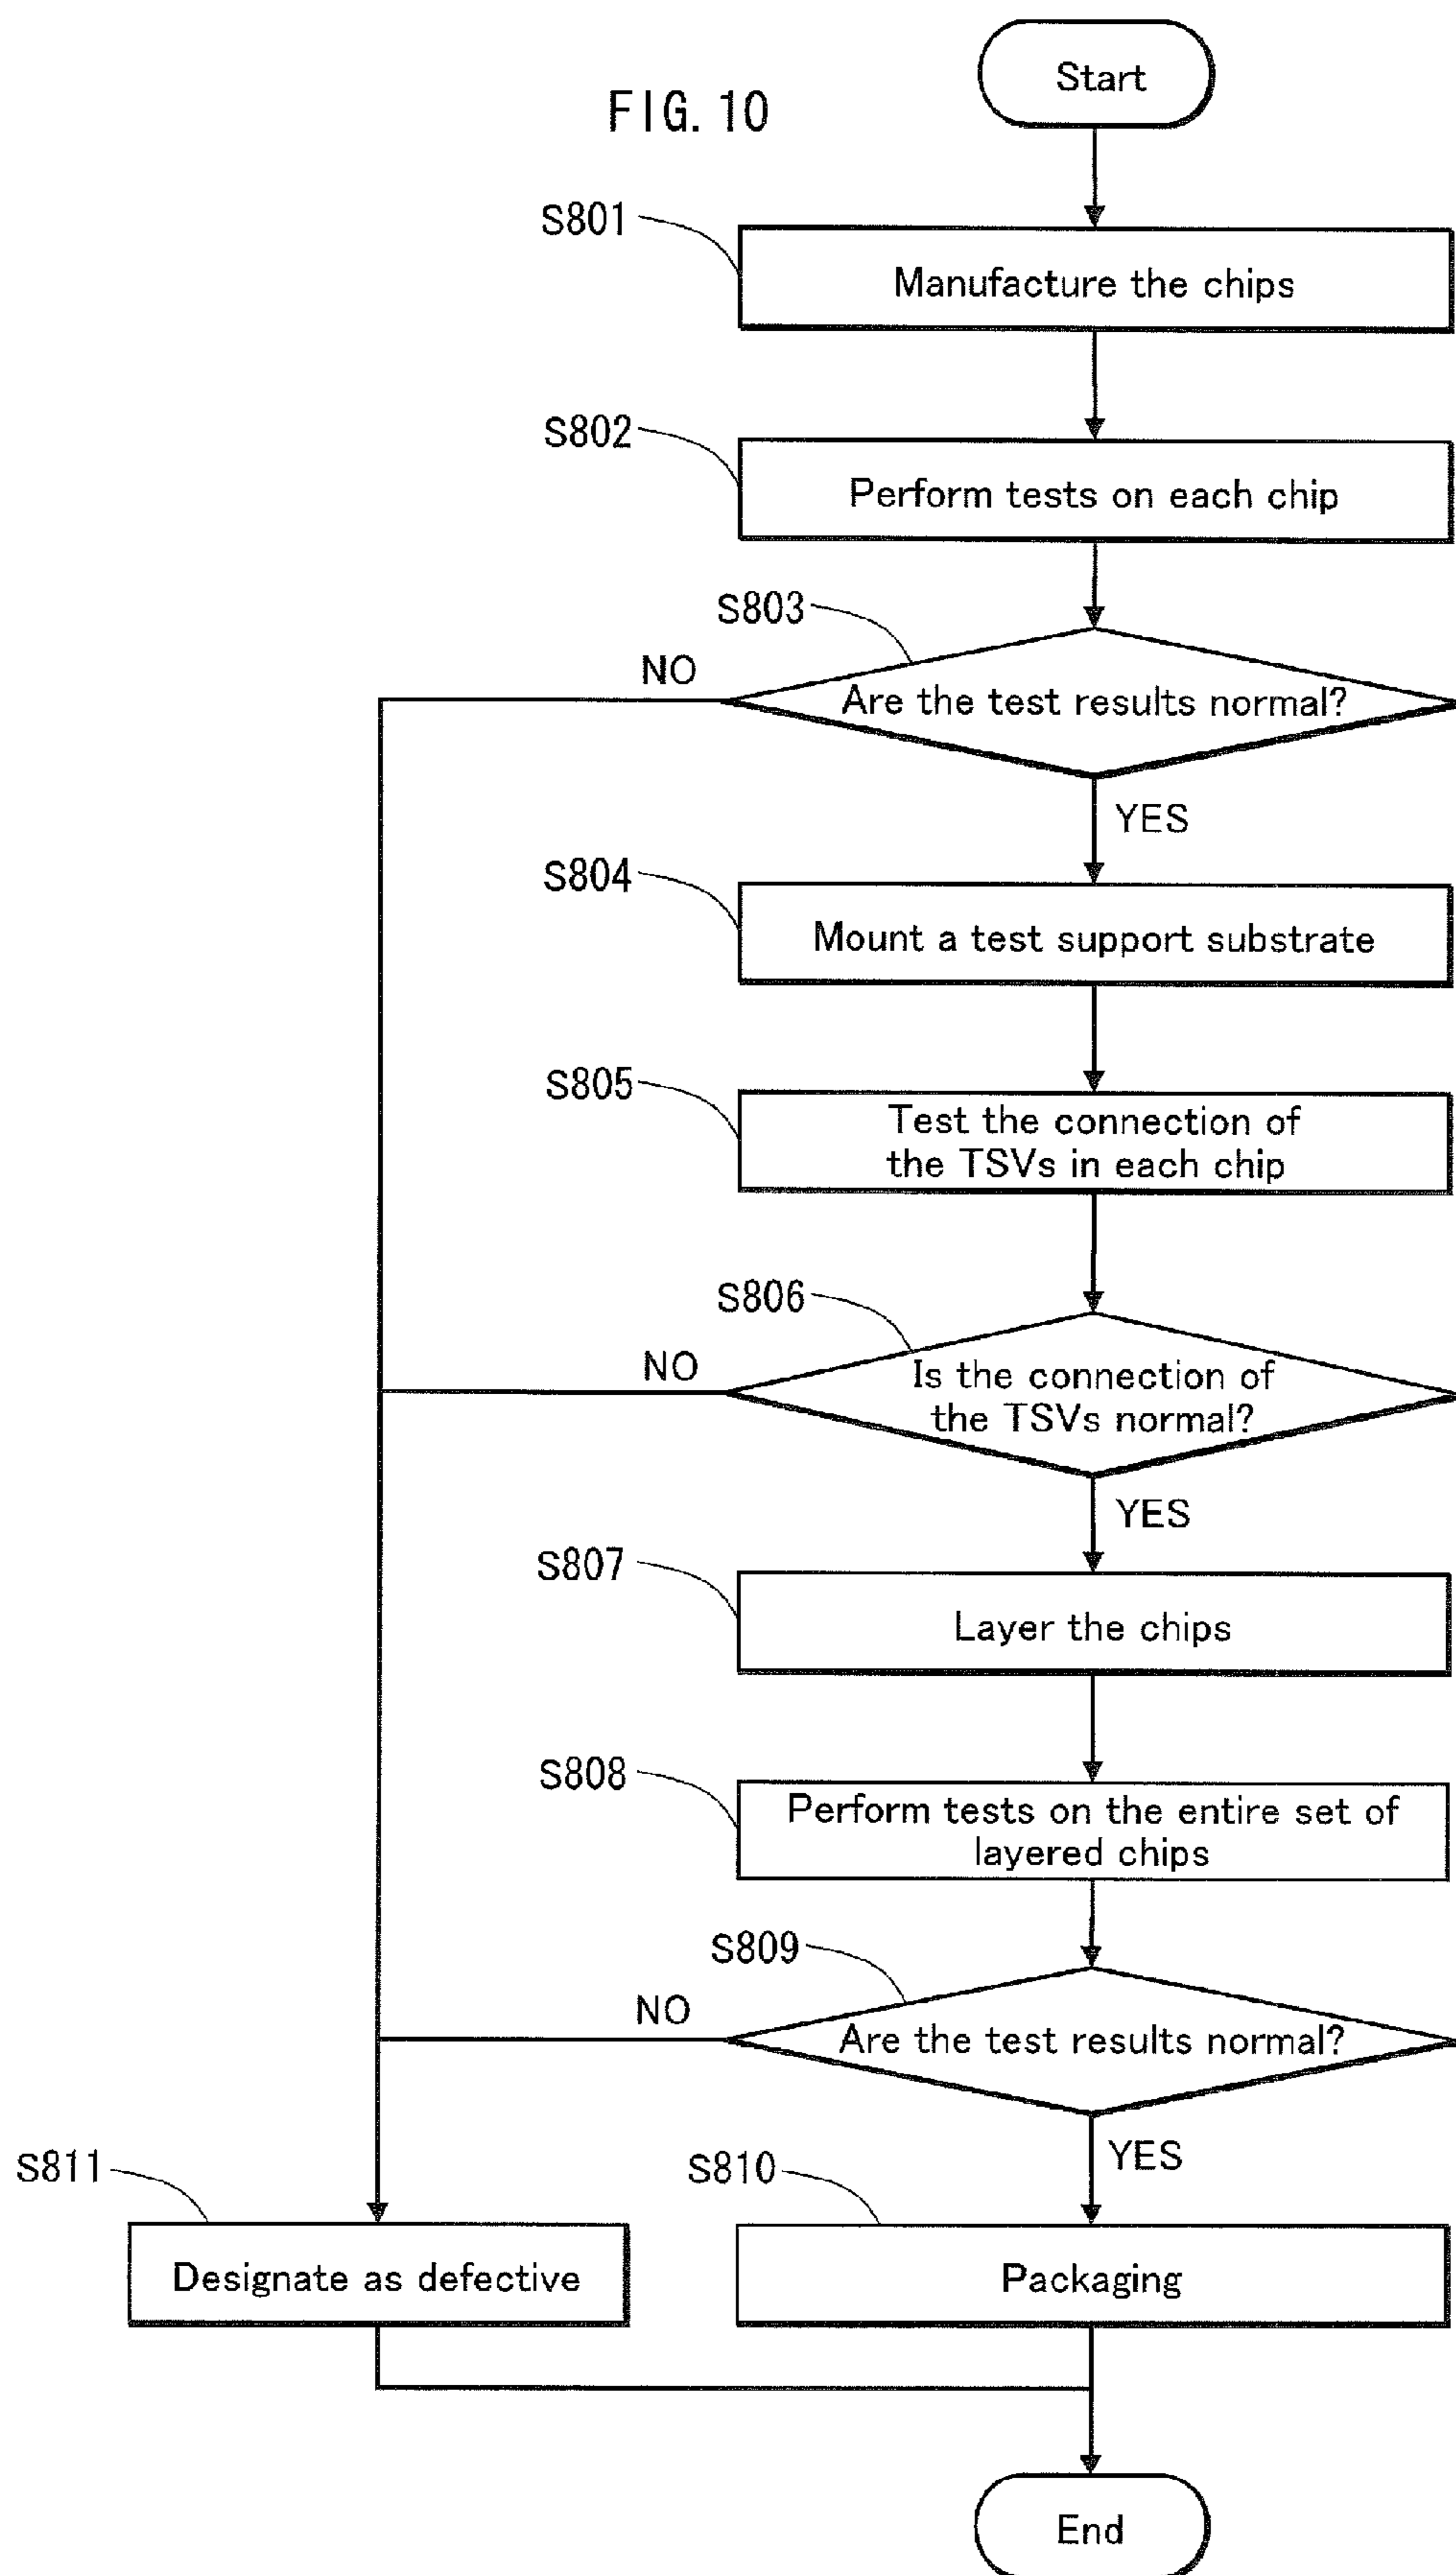 FIG. 10
Start
S801
Manufacture the chips
S802
Perform tests on each chip
S803
NO
Are the test results normal?
YES
S804
Mount a test support substrate
S805
Test the connection of
the TSVs in each chip
S806
NO
Is the connection of
the TSVs normal?
YES
S807
Layer the chips
S808
Perform tests on the entire set of
layered chips
S809
NO
Are the test results normal?
YES
S811
S810
Designate as defective
Packaging
End